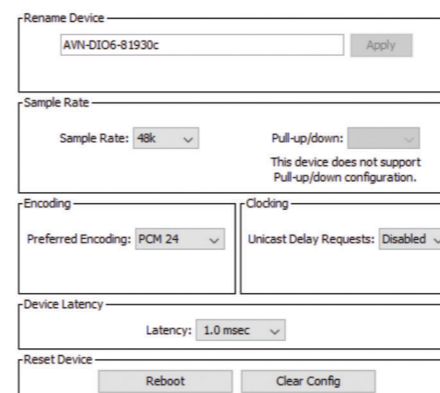 Rename Device
AVN-DIO6-81930c Apply
Sample Rate
Sample Rate: 48k Pull-up/down:
This device does not support
Pull-up/down configuration.
Encoding Clocking
Preferred Encoding: PCM 24 Unicast Delay Requests: Disabled
Device Latency
Latency: 1.0 msec
Reset Device
Reboot Clear Config